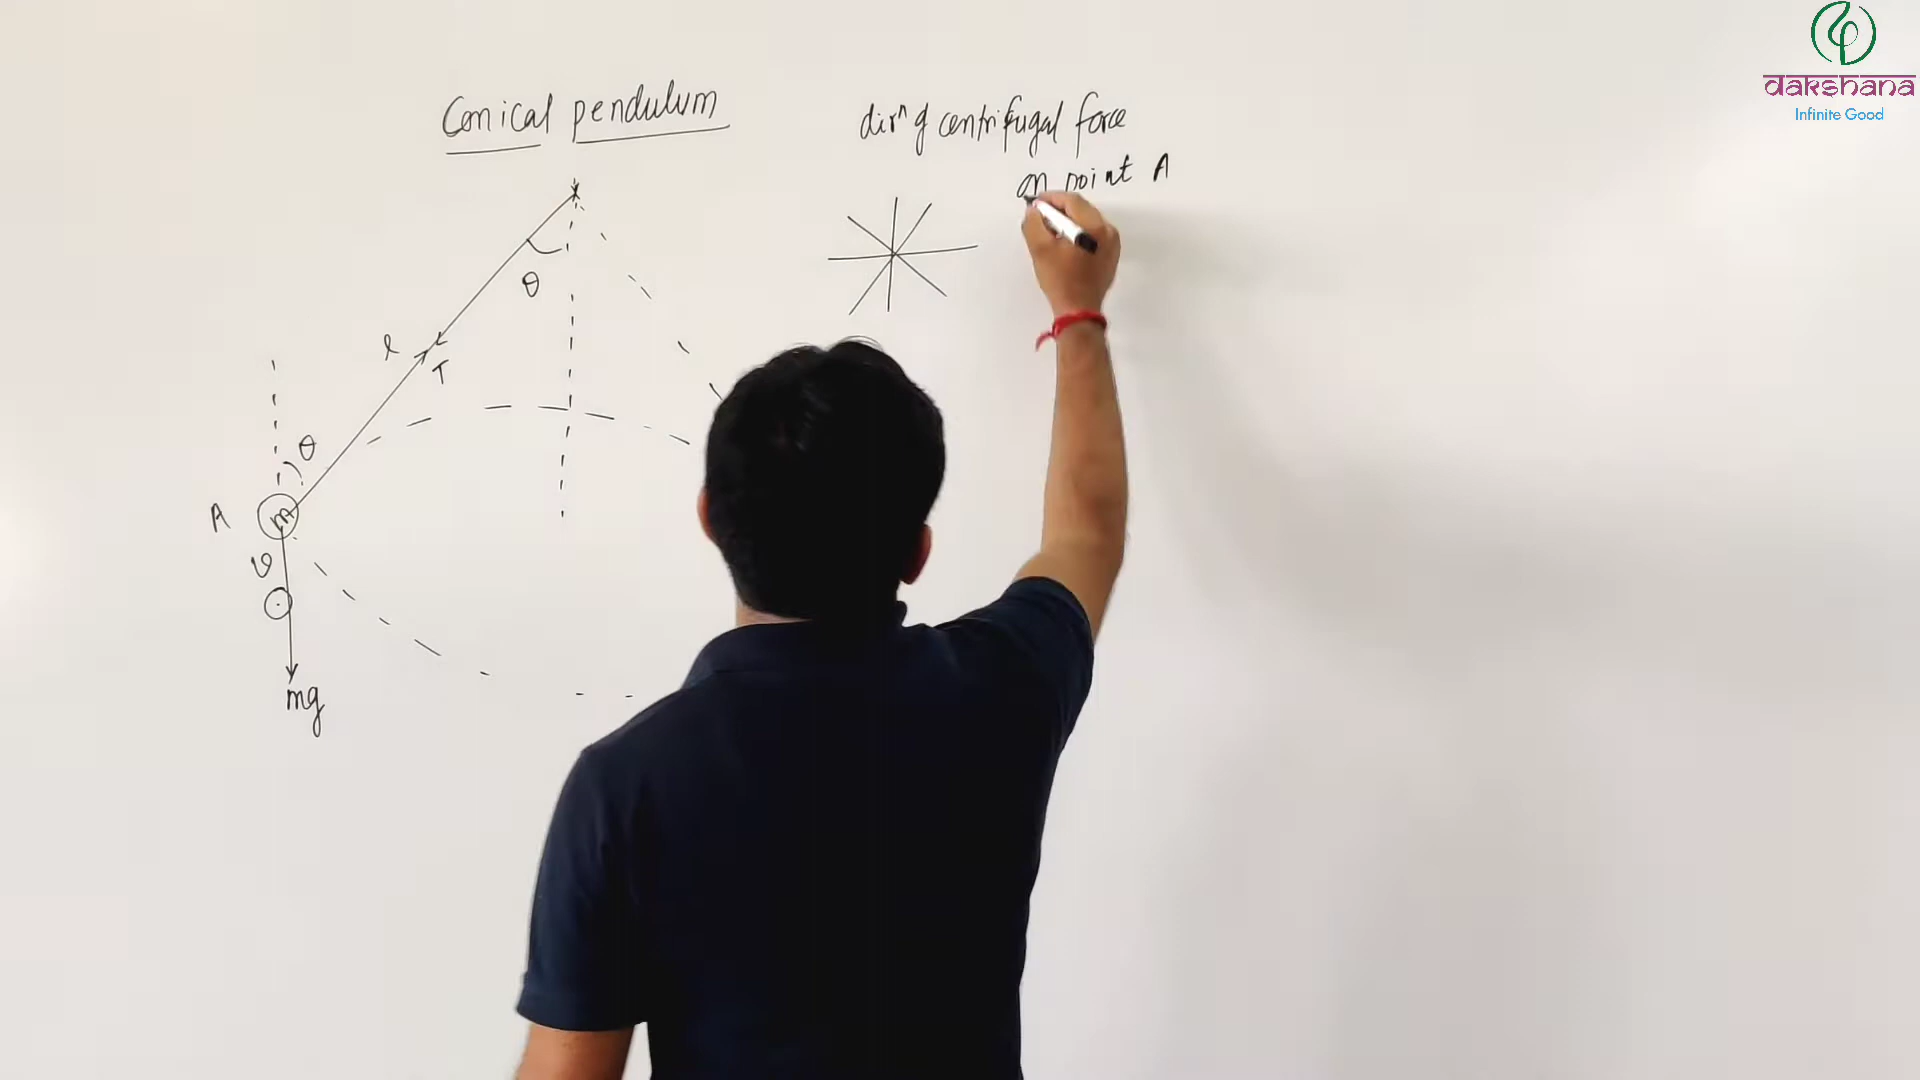 Conical pendulum
dirⁿ of centrifugal force
on point A
θ
l
T
θ
A
m
v
mg
dakshana
Infinite Good